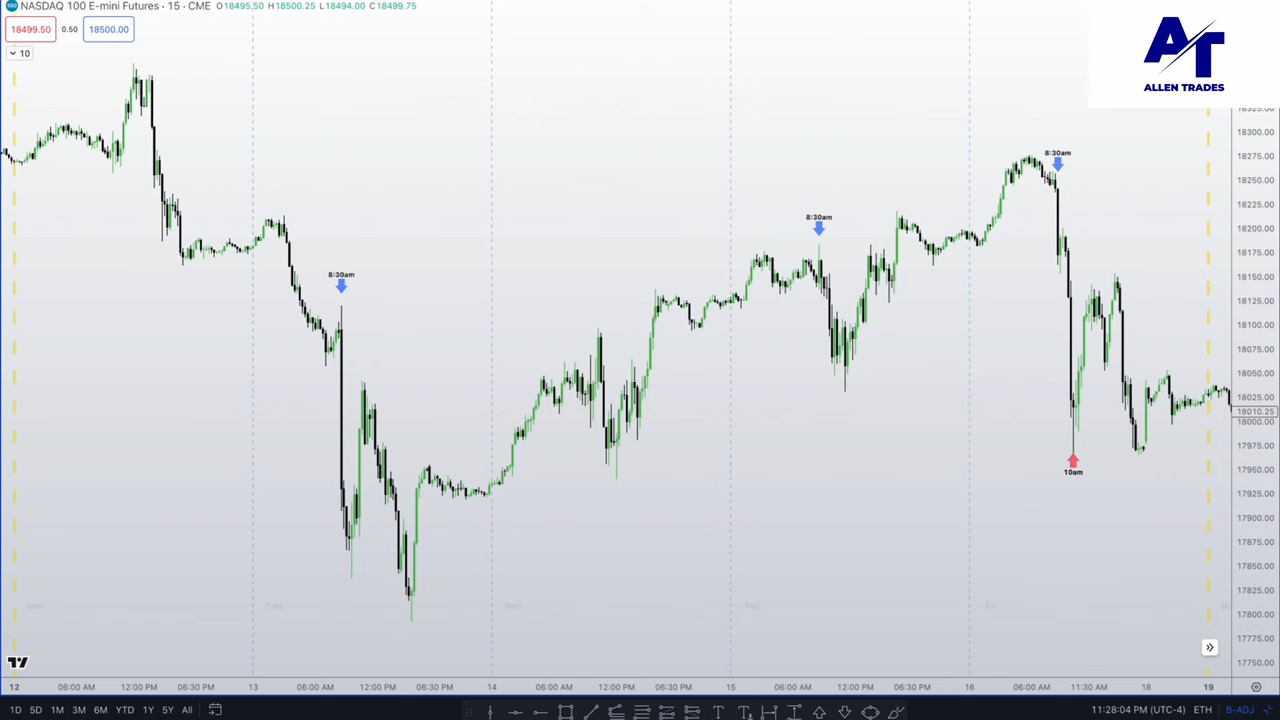 NASDAQ 100 E-mini Futures · 15 · CME O18495.50 H18500.25 L18494.00 C18499.75
18499.50 0.50 18500.00
10
AT
ALLEN TRADES
18325.00
18300.00
18275.00
18250.00
18225.00
18200.00
18175.00
18150.00
18125.00
18100.00
18075.00
18050.00
18025.00
18010.25
18000.00
17975.00
17950.00
17925.00
17900.00
17875.00
17850.00
17825.00
17800.00
17775.00
17750.00
8:30am
8:30am
8:30am
10am
Mon Tues Wed Thu Fri
12 06:00 AM 12:00 PM 06:30 PM 13 06:00 AM 12:00 PM 06:30 PM 14 06:00 AM 12:00 PM 06:30 PM 15 06:00 AM 12:00 PM 06:30 PM 16 06:00 AM 11:30 AM 18 19
1D 5D 1M 3M 6M YTD 1Y 5Y All
11:28:04 PM (UTC-4) ETH B-ADJ